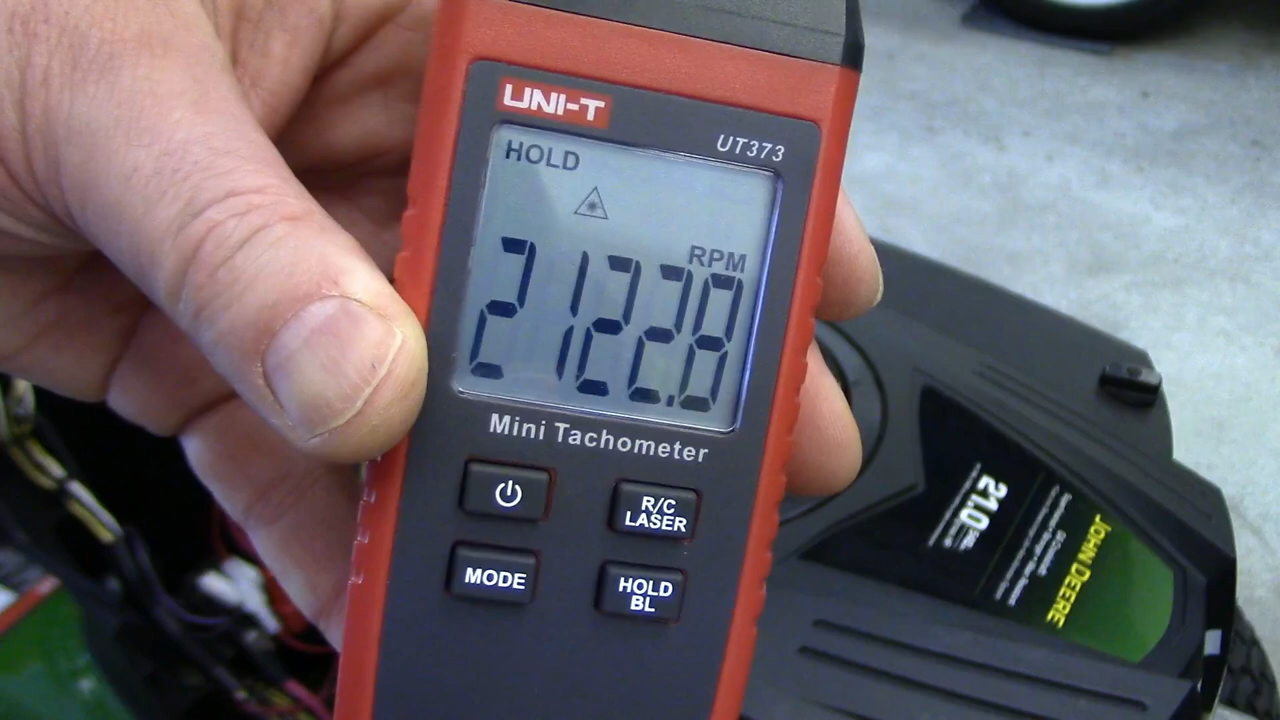 UNI-T
UT373
HOLD
RPM
2122.8
Mini Tachometer
R/C
LASER
MODE
HOLD
BL
21.0
JOHN DEERE